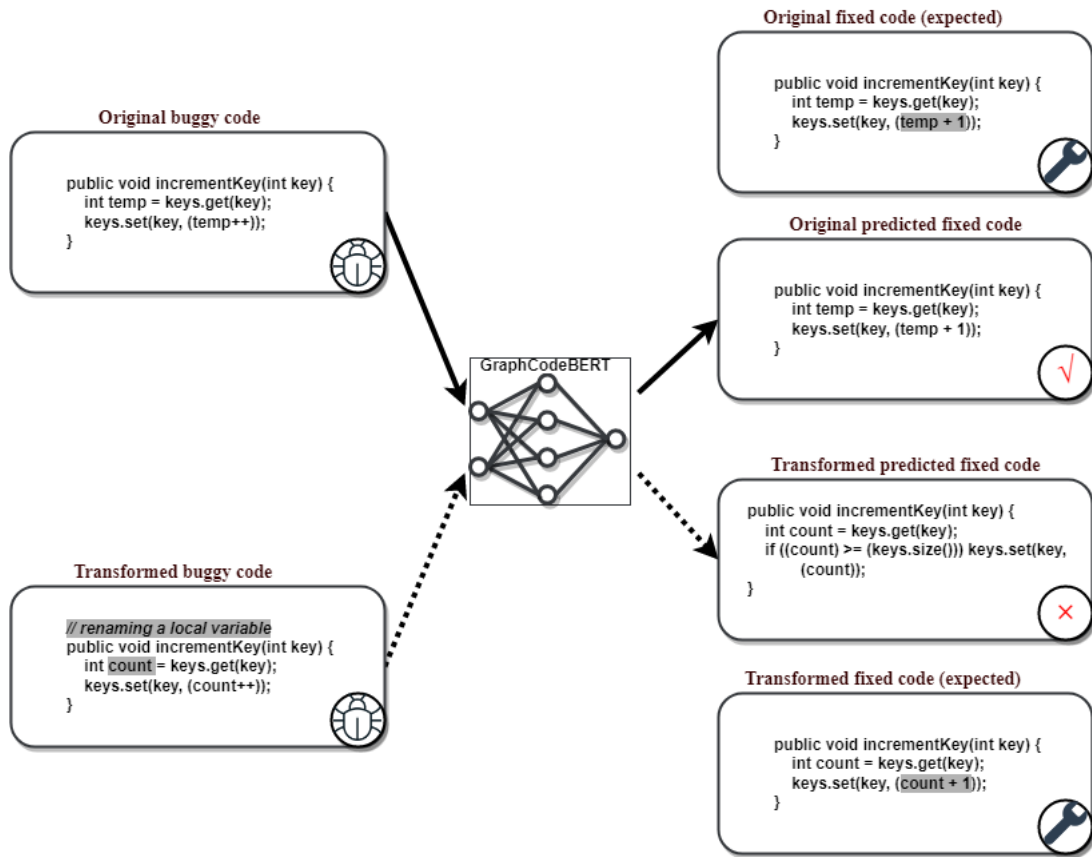 Original buggy code
public void incrementKey(int key) {
int temp = keys.get(key);
keys.set(key, (temp++));
}
Transformed buggy code
// renaming a local variable
public void incrementKey(int key) {
int count = keys.get(key);
keys.set(key, (count++));
}
GraphCodeBERT
Original fixed code (expected)
public void incrementKey(int key) {
int temp = keys.get(key);
keys.set(key, (temp + 1));
}
Original predicted fixed code
public void incrementKey(int key) {
int temp = keys.get(key);
keys.set(key, (temp + 1));
}
√
Transformed predicted fixed code
public void incrementKey(int key) {
int count = keys.get(key);
if ((count) >= (keys.size())) keys.set(key,
(count));
}
×
Transformed fixed code (expected)
public void incrementKey(int key) {
int count = keys.get(key);
keys.set(key, (count + 1));
}